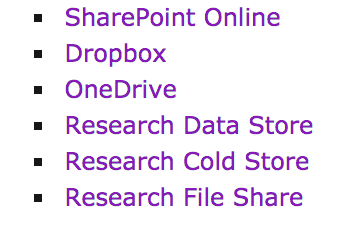 SharePoint Online
Dropbox
OneDrive
Research Data Store
Research Cold Store
Research File Share